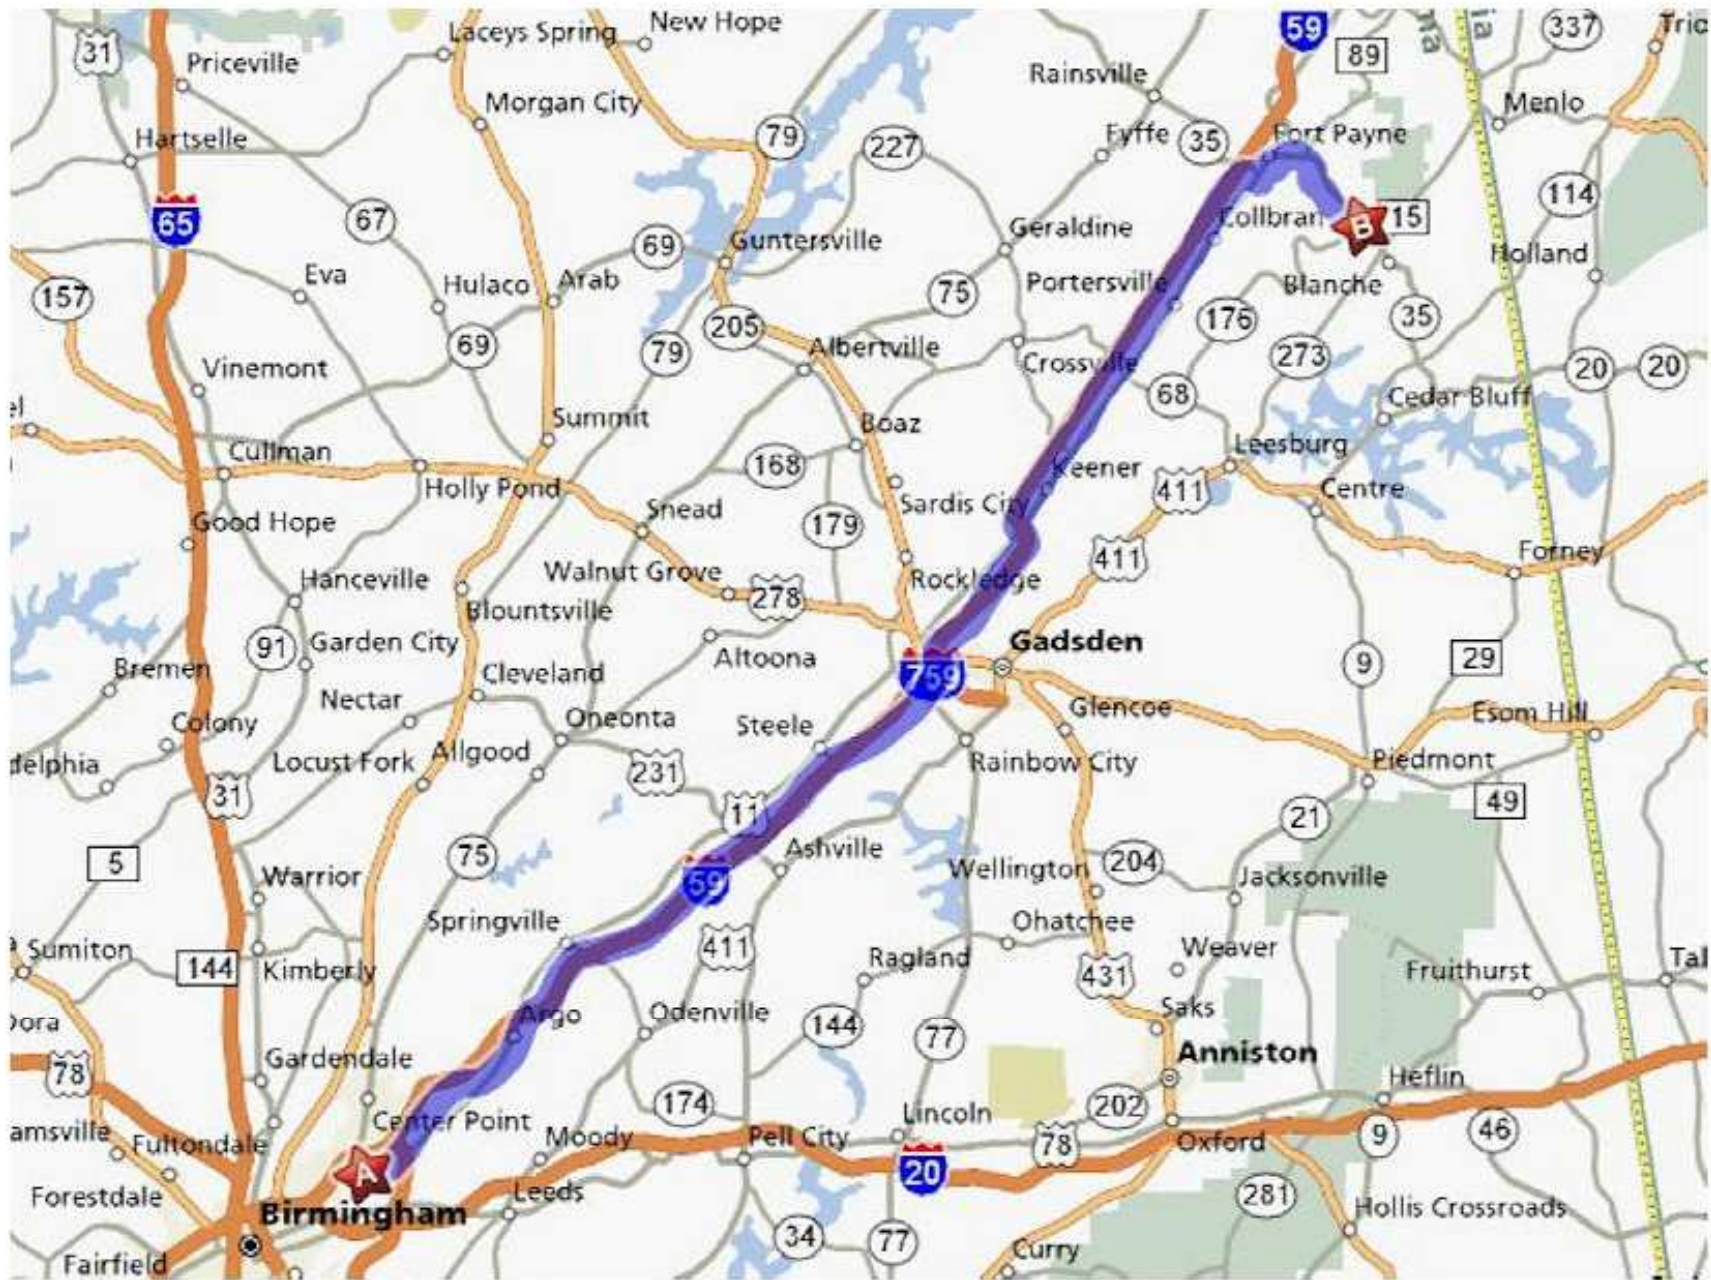 New Hope
59
337
Laceys Spring
31
Priceville
89
Rainsville
Morgan City
Menlo
Hartselle
79
227
Fyffe
35
Fort Payne
114
65
67
Collbran
B
15
Geraldine
69
Guntersville
Holland
Eva
Hulaco
Arab
Portersville
Blanche
157
75
176
35
205
69
79
Albertville
Crossville
273
Vinemont
20
20
68
Cedar Bluff
Summit
Boaz
Leesburg
Cullman
168
Keener
Holly Pond
411
Centre
Sardis City
Snead
Good Hope
179
411
Forney
Walnut Grove
Rockledge
Hanceville
278
Blountsville
Gadsden
91
Garden City
Altoona
9
29
Bremen
Cleveland
759
Nectar
Glencoe
Esom Hill
Colony
Oneonta
Steele
Allgood
Locust Fork
Rainbow City
Piedmont
delphia
231
31
11
49
21
5
75
Ashville
204
Wellington
Warrior
59
Jacksonville
Springville
Ohatchee
Sumiton
411
Weaver
144
Kimberly
Ragland
431
Fruithurst
Saks
Argo
Odenville
144
77
Anniston
Gardendale
78
Heflin
174
202
Center Point
Lincoln
amsville
Fultondale
Moody
Pell City
78
Oxford
9
46
A
20
Forestdale
Leeds
281
Hollis Crossroads
Birmingham
34
77
Curry
Fairfield